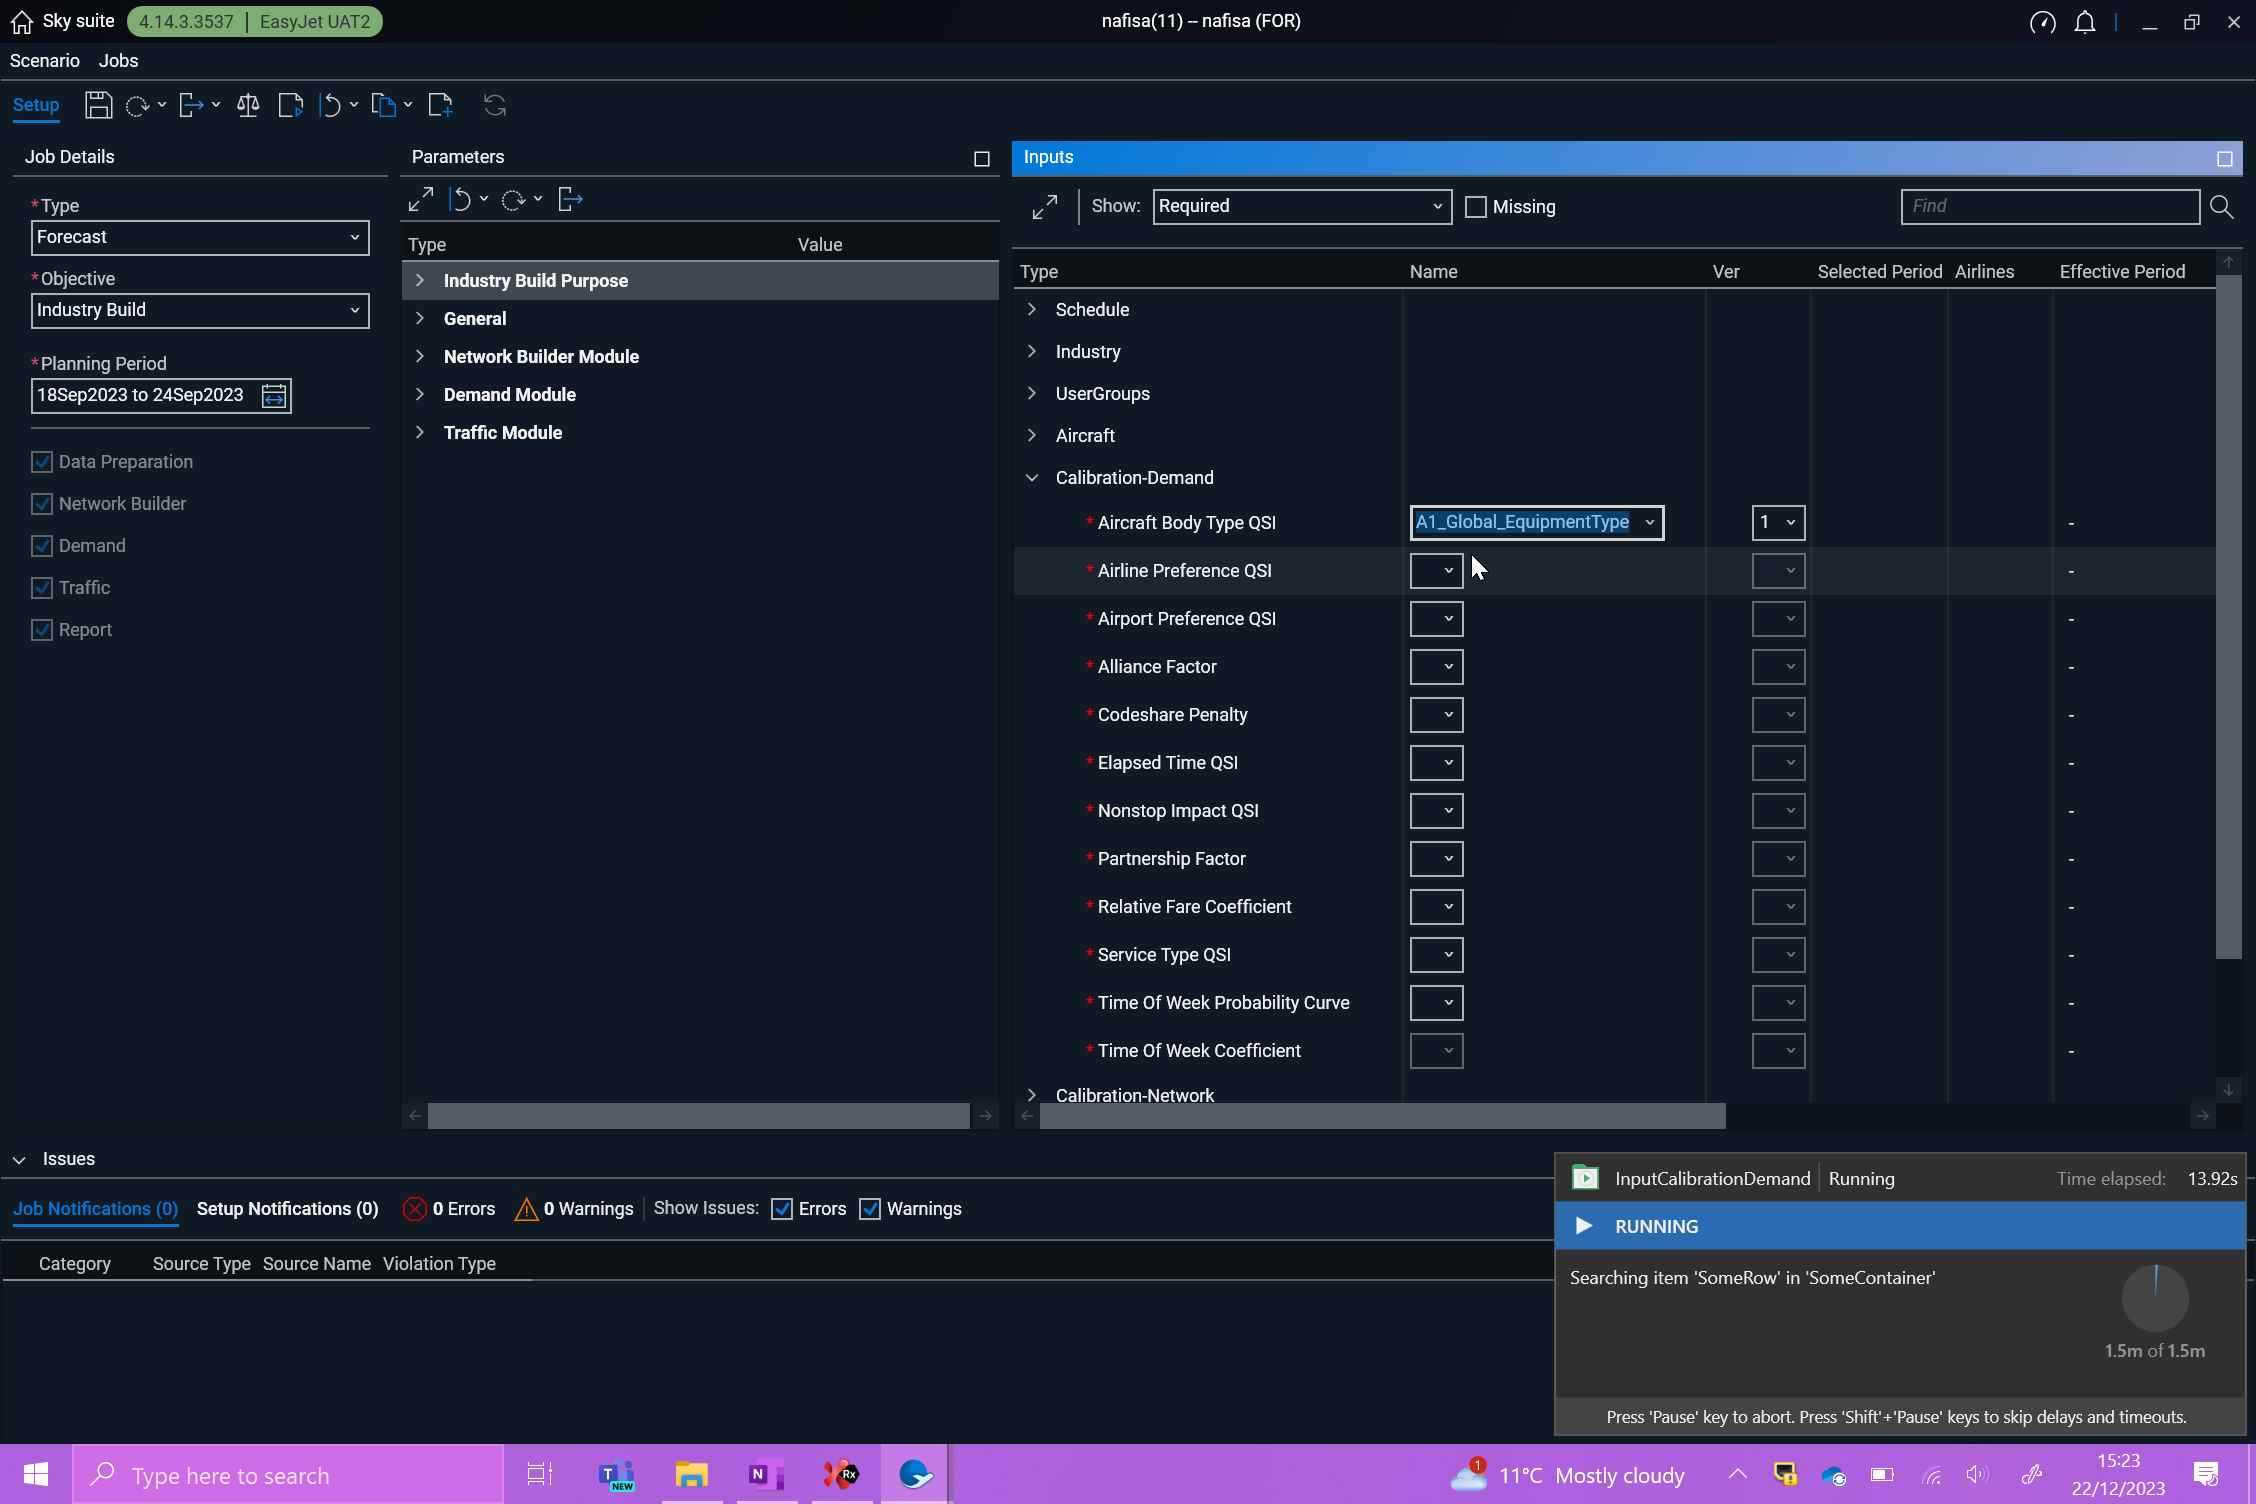 Sky suite 4.14.3.3537 | EasyJet UAT2 nafisa(11) -- nafisa (FOR)
Scenario Jobs
Setup
Job Details
*Type
Forecast
*Objective
Industry Build
*Planning Period
18Sep2023 to 24Sep2023
Data Preparation
Network Builder
Demand
Traffic
Report
Parameters
Type Value
Industry Build Purpose
General
Network Builder Module
Demand Module
Traffic Module
Inputs
Show: Required Missing Find
Type Name Ver Selected Period Airlines Effective Period
Schedule
Industry
UserGroups
Aircraft
Calibration-Demand
* Aircraft Body Type QSI A1_Global_EquipmentType 1 -
* Airline Preference QSI -
* Airport Preference QSI -
* Alliance Factor -
* Codeshare Penalty -
* Elapsed Time QSI -
* Nonstop Impact QSI -
* Partnership Factor -
* Relative Fare Coefficient -
* Service Type QSI -
* Time Of Week Probability Curve -
* Time Of Week Coefficient -
Calibration-Network
Issues
Job Notifications (0) Setup Notifications (0) 0 Errors 0 Warnings Show Issues: Errors Warnings
Category Source Type Source Name Violation Type
InputCalibrationDemand Running Time elapsed: 13.92s
RUNNING
Searching item 'SomeRow' in 'SomeContainer'
1.5m of 1.5m
Press 'Pause' key to abort. Press 'Shift'+'Pause' keys to skip delays and timeouts.
Type here to search
T
NEW
N
Rx
1
11°C Mostly cloudy
15:23
22/12/2023